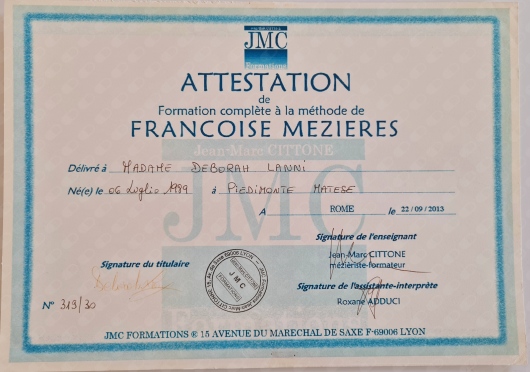 JMC
Formations
ATTESTATION
de
Formation complète à la méthode de
FRANCOISE MEZIERES
Jean-Marc CITTONE
Délivré à MADAME DEBORAH LANNI
Né(e) le 06 Luglio 1989 à PIEDIMONTE MATESE
A ROME le 22/09/2013
JMC
Signature de l'enseignant
Jean-Marc CITTONE
Mézièriste-formateur
Signature du titulaire
Signature de l'assistante-interprète
Roxane ADDUCI
JMC
N° 319/30
JMC FORMATIONS ® 15 AVENUE DU MARECHAL DE SAXE F-69006 LYON